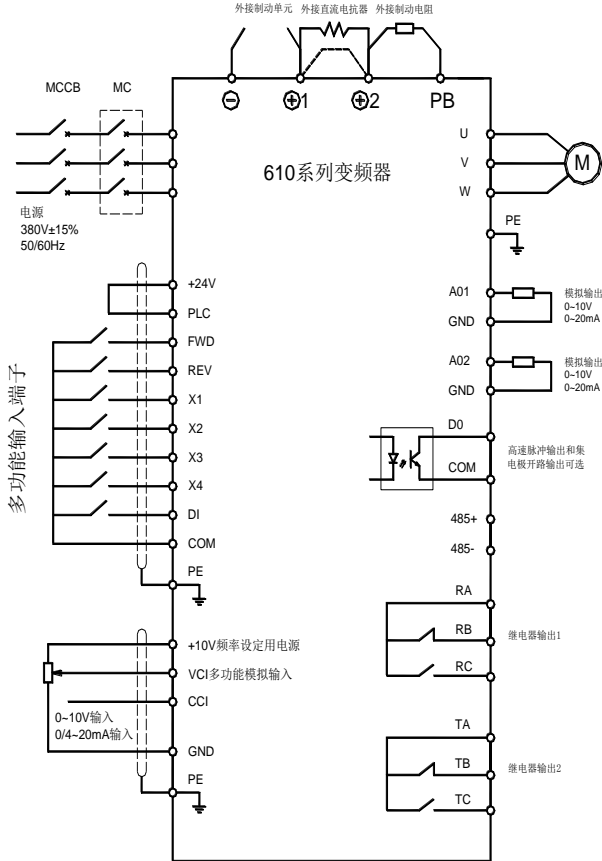 外接制动单元 外接直流电抗器 外接制动电阻
⊖ ⊕1 ⊕2 PB
MCCB MC
610系列变频器
电源
380V±15%
50/60Hz
U
V
W
M
PE
多功能输入端子
+24V
PLC
FWD
REV
X1
X2
X3
X4
DI
COM
PE
+10V频率设定用电源
VCI多功能模拟输入
CCI
0~10V输入
0/4~20mA输入
GND
PE
A01
GND
模拟输出
0~10V
0~20mA
A02
GND
模拟输出
0~10V
0~20mA
D0
COM
高速脉冲输出和集
电极开路输出可选
485+
485-
RA
RB
RC
继电器输出1
TA
TB
TC
继电器输出2